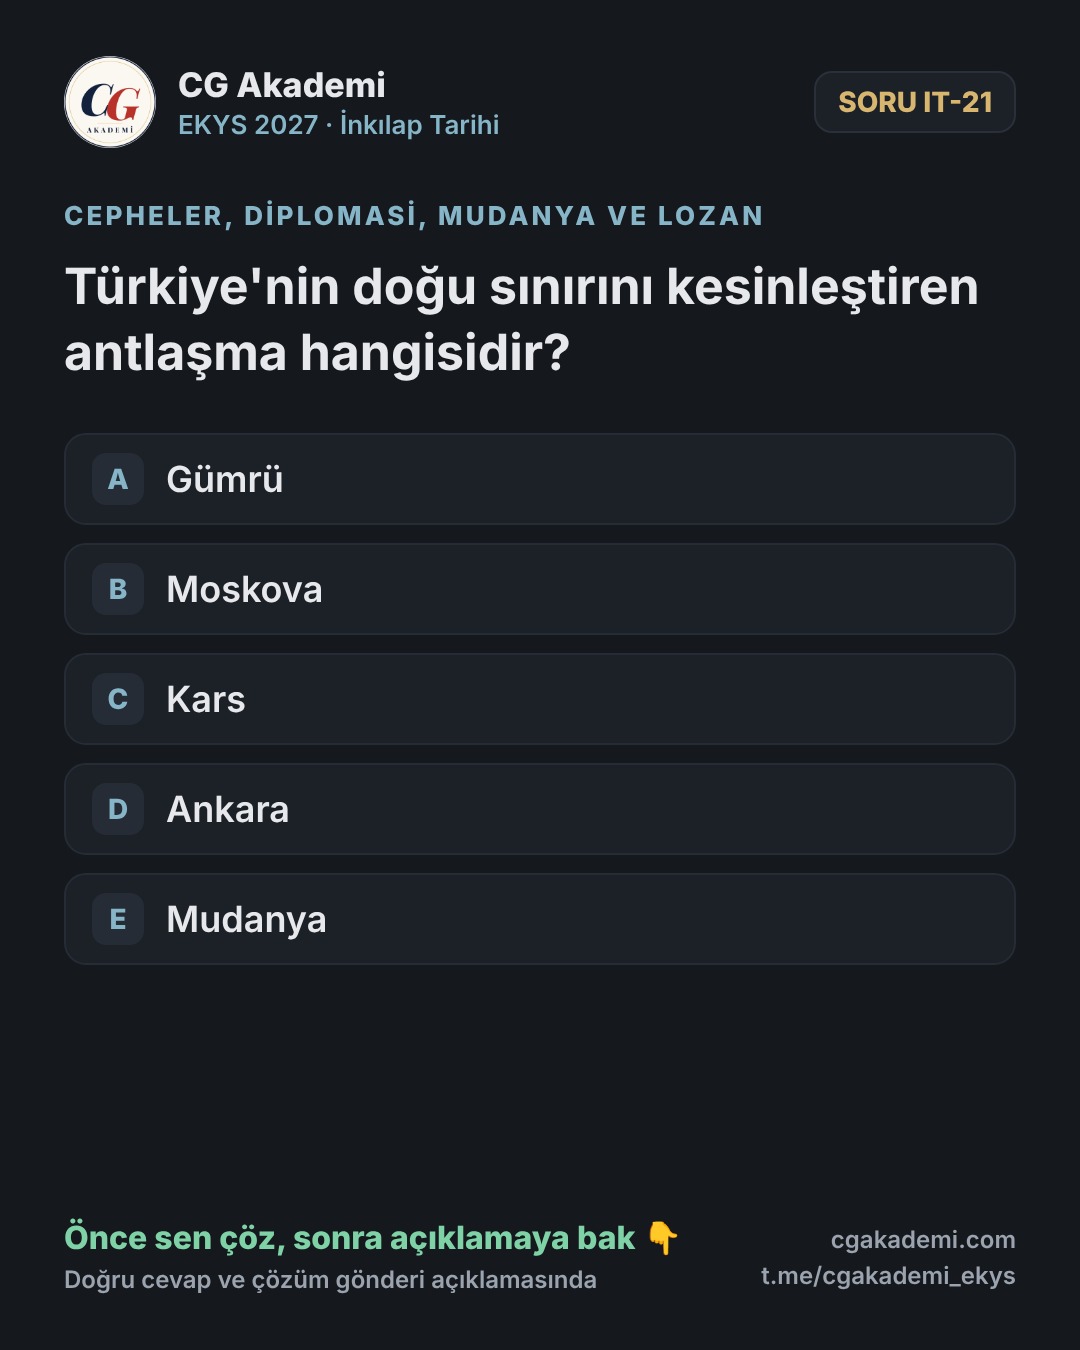 CG
AKADEMİ
CG Akademi
EKYS 2027 · İnkılap Tarihi
SORU IT-21
CEPHELER, DİPLOMASİ, MUDANYA VE LOZAN
Türkiye'nin doğu sınırını kesinleştiren
antlaşma hangisidir?
A Gümrü
B Moskova
C Kars
D Ankara
E Mudanya
Önce sen çöz, sonra açıklamaya bak 👇
Doğru cevap ve çözüm gönderi açıklamasında
cgakademi.com
t.me/cgakademi_ekys